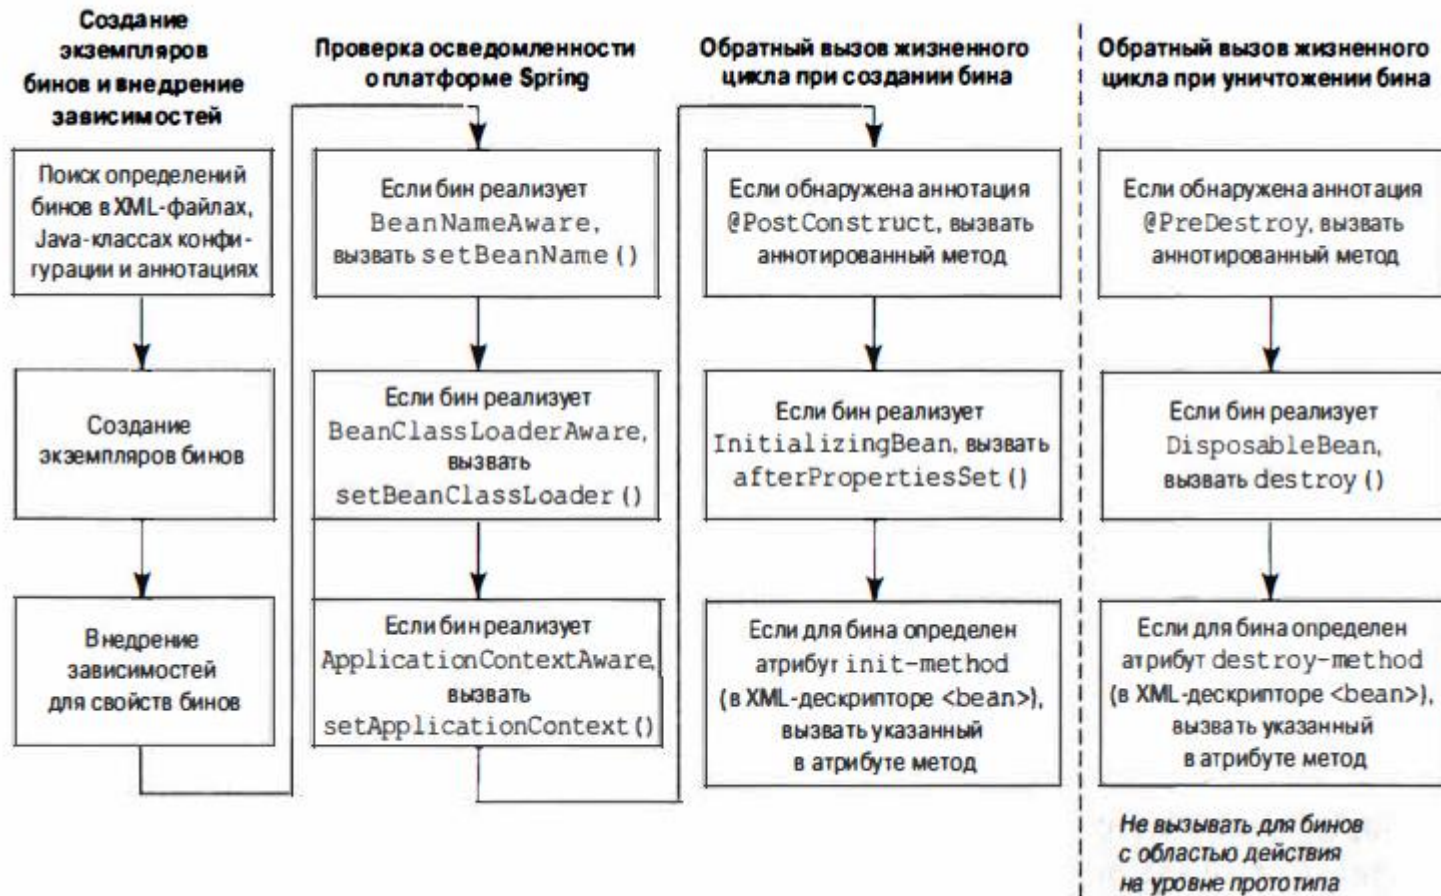 Создание
экземпляров
бинов и внедрение
зависимостей
Поиск определений
бинов в XML-файлах,
Java-классах конфи-
гурации и аннотациях
Создание
экземпляров бинов
Внедрение
зависимостей
для свойств бинов
Проверка осведомленности
о платформе Spring
Если бин реализует
BeanNameAware,
вызвать setBeanName()
Если бин реализует
BeanClassLoaderAware,
вызвать
setBeanClassLoader()
Если бин реализует
ApplicationContextAware,
вызвать
setApplicationContext()
Обратный вызов жизненного
цикла при создании бина
Если обнаружена аннотация
@PostConstruct, вызвать
аннотированный метод
Если бин реализует
InitializingBean, вызвать
afterPropertiesSet()
Если для бина определен
атрибут init-method
(в XML-дескрипторе <bean>),
вызвать указанный
в атрибуте метод
Обратный вызов жизненного
цикла при уничтожении бина
Если обнаружена аннотация
@PreDestroy, вызвать
аннотированный метод
Если бин реализует
DisposableBean,
вызвать destroy()
Если для бина определен
атрибут destroy-method
(в XML-дескрипторе <bean>),
вызвать указанный
в атрибуте метод
Не вызывать для бинов
с областью действия
на уровне прототипа